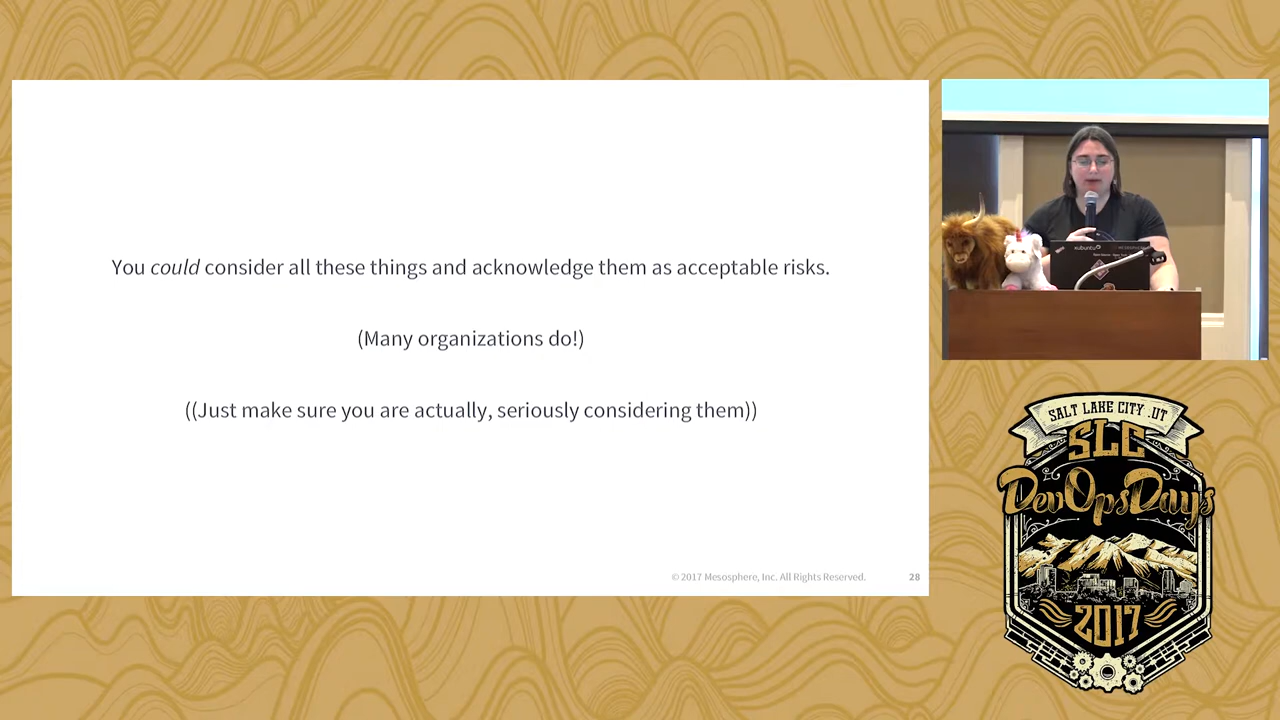 You could consider all these things and acknowledge them as acceptable risks.
(Many organizations do!)
((Just make sure you are actually, seriously considering them))
© 2017 Mesosphere, Inc. All Rights Reserved.
28
xubuntu
SALT LAKE CITY .UT
SLC
DevOpsDays
2017